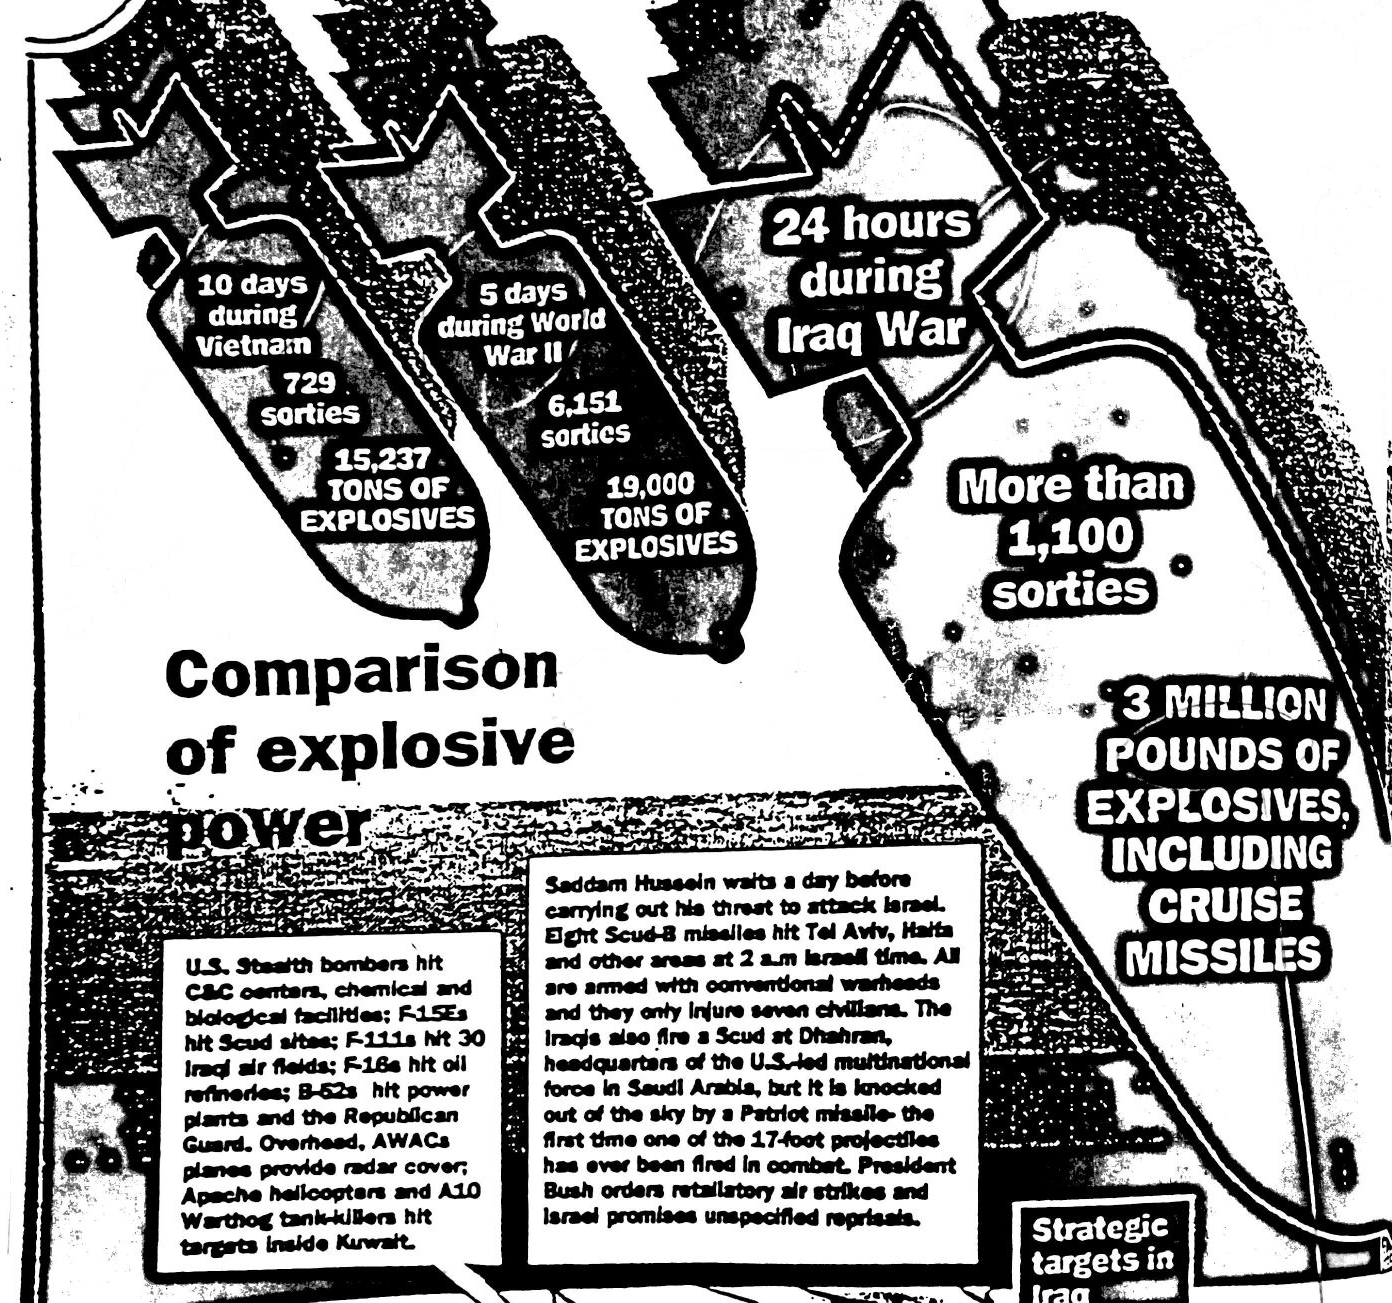 10 days
during
Vietnam
729
sorties
15,237
TONS OF
EXPLOSIVES
5 days
during World
War II
6,151
sorties
19,000
TONS OF
EXPLOSIVES
24 hours
during
Iraq War
More than
1,100
sorties
3 MILLION
POUNDS OF
EXPLOSIVES,
INCLUDING
CRUISE
MISSILES
Comparison
of explosive
power
U.S. Stealth bombers hit
C&C centers, chemical and
biological facilities; F-15Es
hit Scud sites; F-111s hit 30
Iraqi air fields; F-16s hit oil
refineries; B-52s hit power
plants and the Republican
Guard. Overhead, AWACs
planes provide radar cover;
Apache helicopters and A10
Warthog tank-killers hit
targets inside Kuwait.
Saddam Hussein waits a day before
carrying out his threat to attack Israel.
Eight Scud-B missiles hit Tel Aviv, Haifa
and other areas at 2 a.m Israeli time. All
are armed with conventional warheads
and they only injure seven civilians. The
Iraqis also fire a Scud at Dhahran,
headquarters of the U.S.-led multinational
force in Saudi Arabia, but it is knocked
out of the sky by a Patriot missile- the
first time one of the 17-foot projectiles
has ever been fired in combat. President
Bush orders retaliatory air strikes and
Israel promises unspecified reprisals.
Strategic
targets in
Iraq